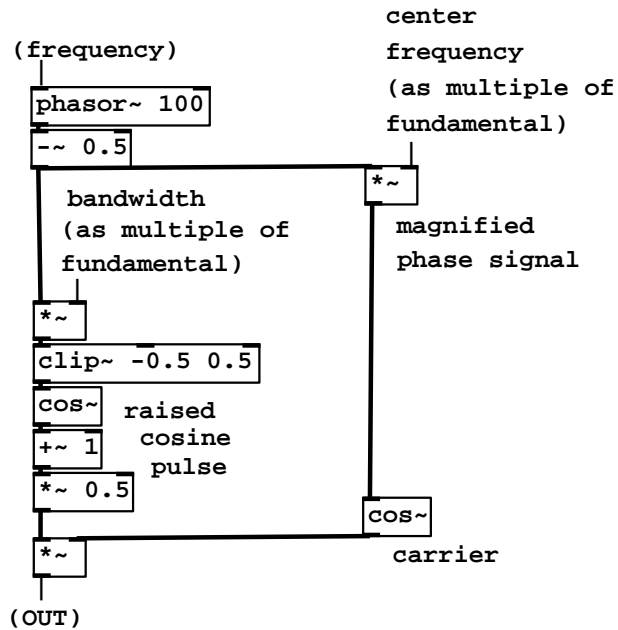 center
frequency
(as multiple of
fundamental)
(frequency)
phasor~ 100
-~ 0.5
*~
bandwidth
(as multiple of
fundamental)
magnified
phase signal
*~
clip~ -0.5 0.5
cos~
raised
cosine
pulse
+~ 1
*~ 0.5
cos~
carrier
*~
(OUT)